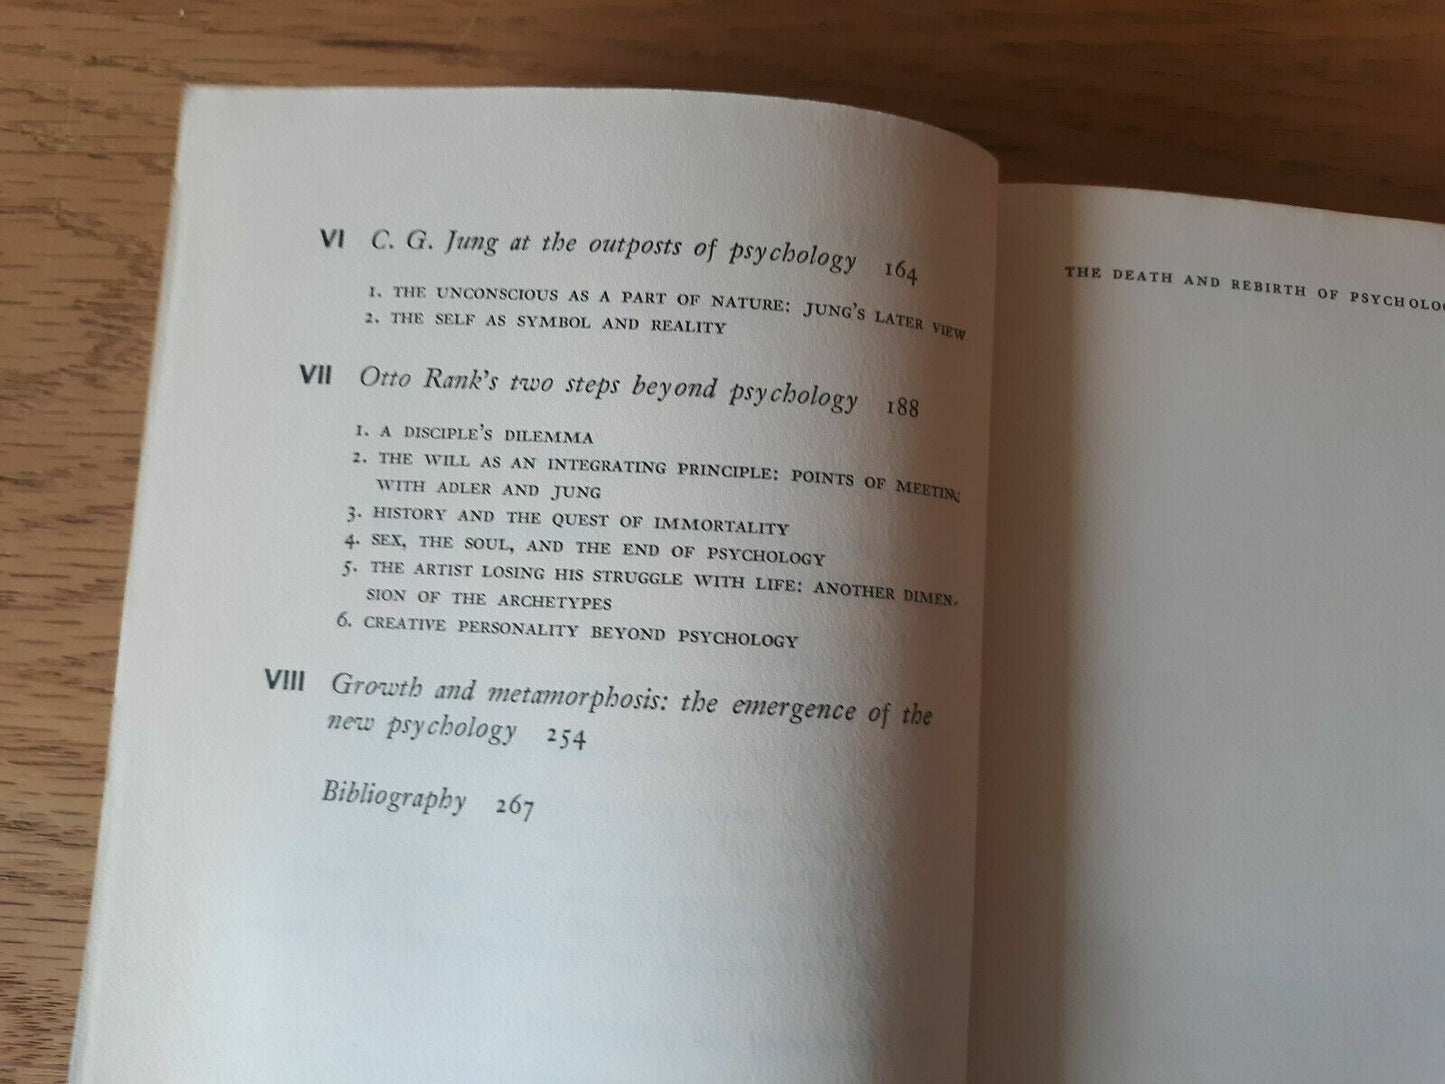 VI C. G. Jung at the outposts of psychology 164
1. THE UNCONSCIOUS AS A PART OF NATURE: JUNG'S LATER VIEW
2. THE SELF AS SYMBOL AND REALITY
VII Otto Rank's two steps beyond psychology 188
1. A DISCIPLE'S DILEMMA
2. THE WILL AS AN INTEGRATING PRINCIPLE: POINTS OF MEETING
WITH ADLER AND JUNG
3. HISTORY AND THE QUEST OF IMMORTALITY
4. SEX, THE SOUL, AND THE END OF PSYCHOLOGY
5. THE ARTIST LOSING HIS STRUGGLE WITH LIFE: ANOTHER DIMEN-
SION OF THE ARCHETYPES
6. CREATIVE PERSONALITY BEYOND PSYCHOLOGY
VIII Growth and metamorphosis: the emergence of the
new psychology 254
Bibliography 267
THE DEATH AND REBIRTH OF PSYCHOLO